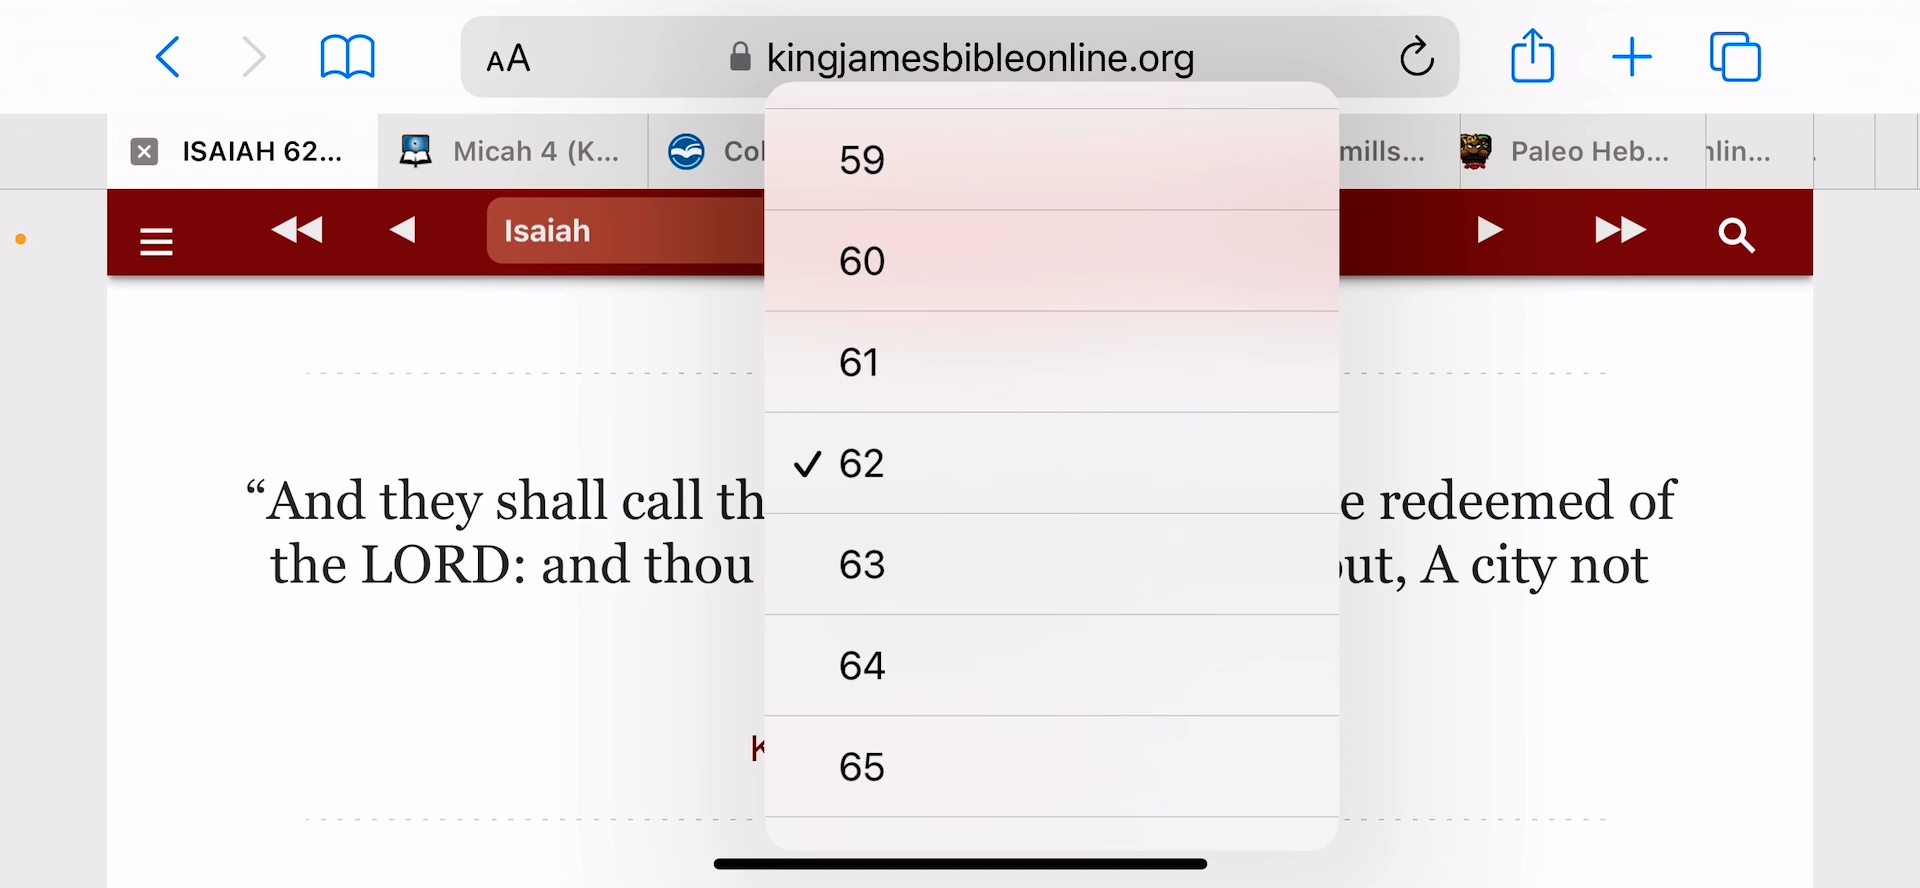 AA kingjamesbibleonline.org
ISAIAH 62... Micah 4 (K... Col mills... Paleo Heb... lin...
Isaiah
59
60
61
✓ 62
63
64
65
“And they shall call th e redeemed of
the LORD: and thou ut, A city not
K